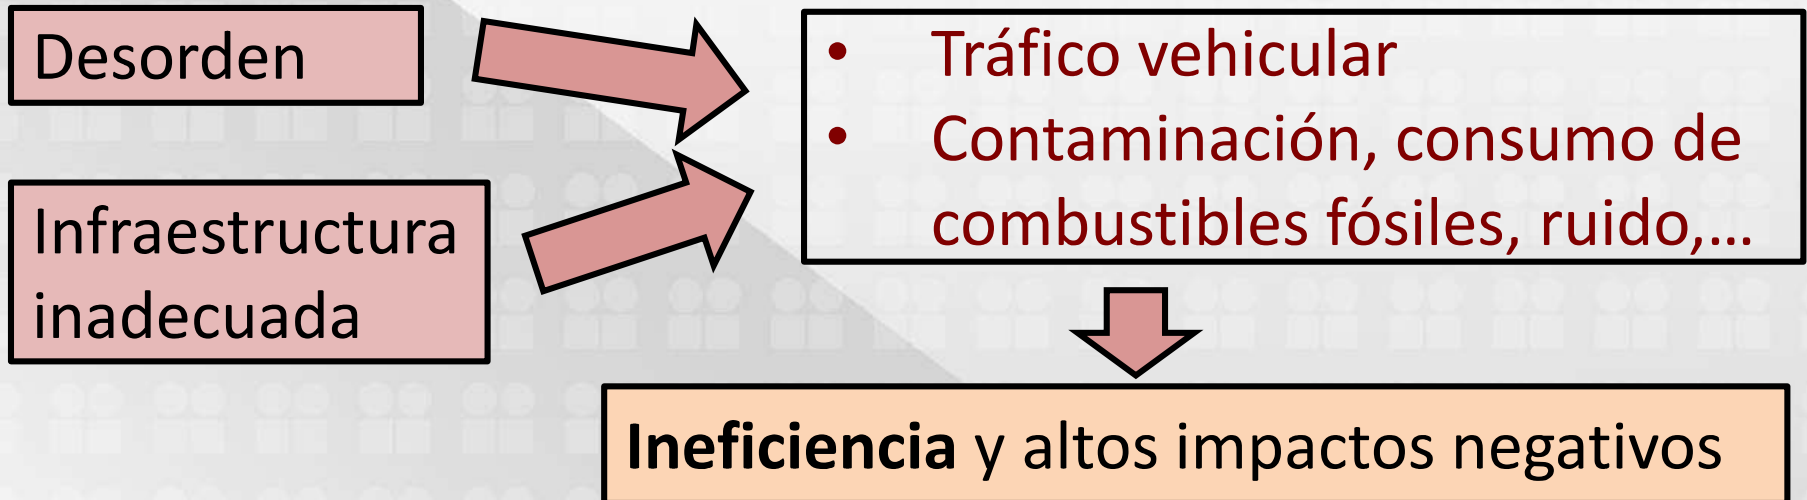 Desorden
Infraestructura
inadecuada
• Tráfico vehicular
• Contaminación, consumo de
combustibles fósiles, ruido,...
Ineficiencia y altos impactos negativos